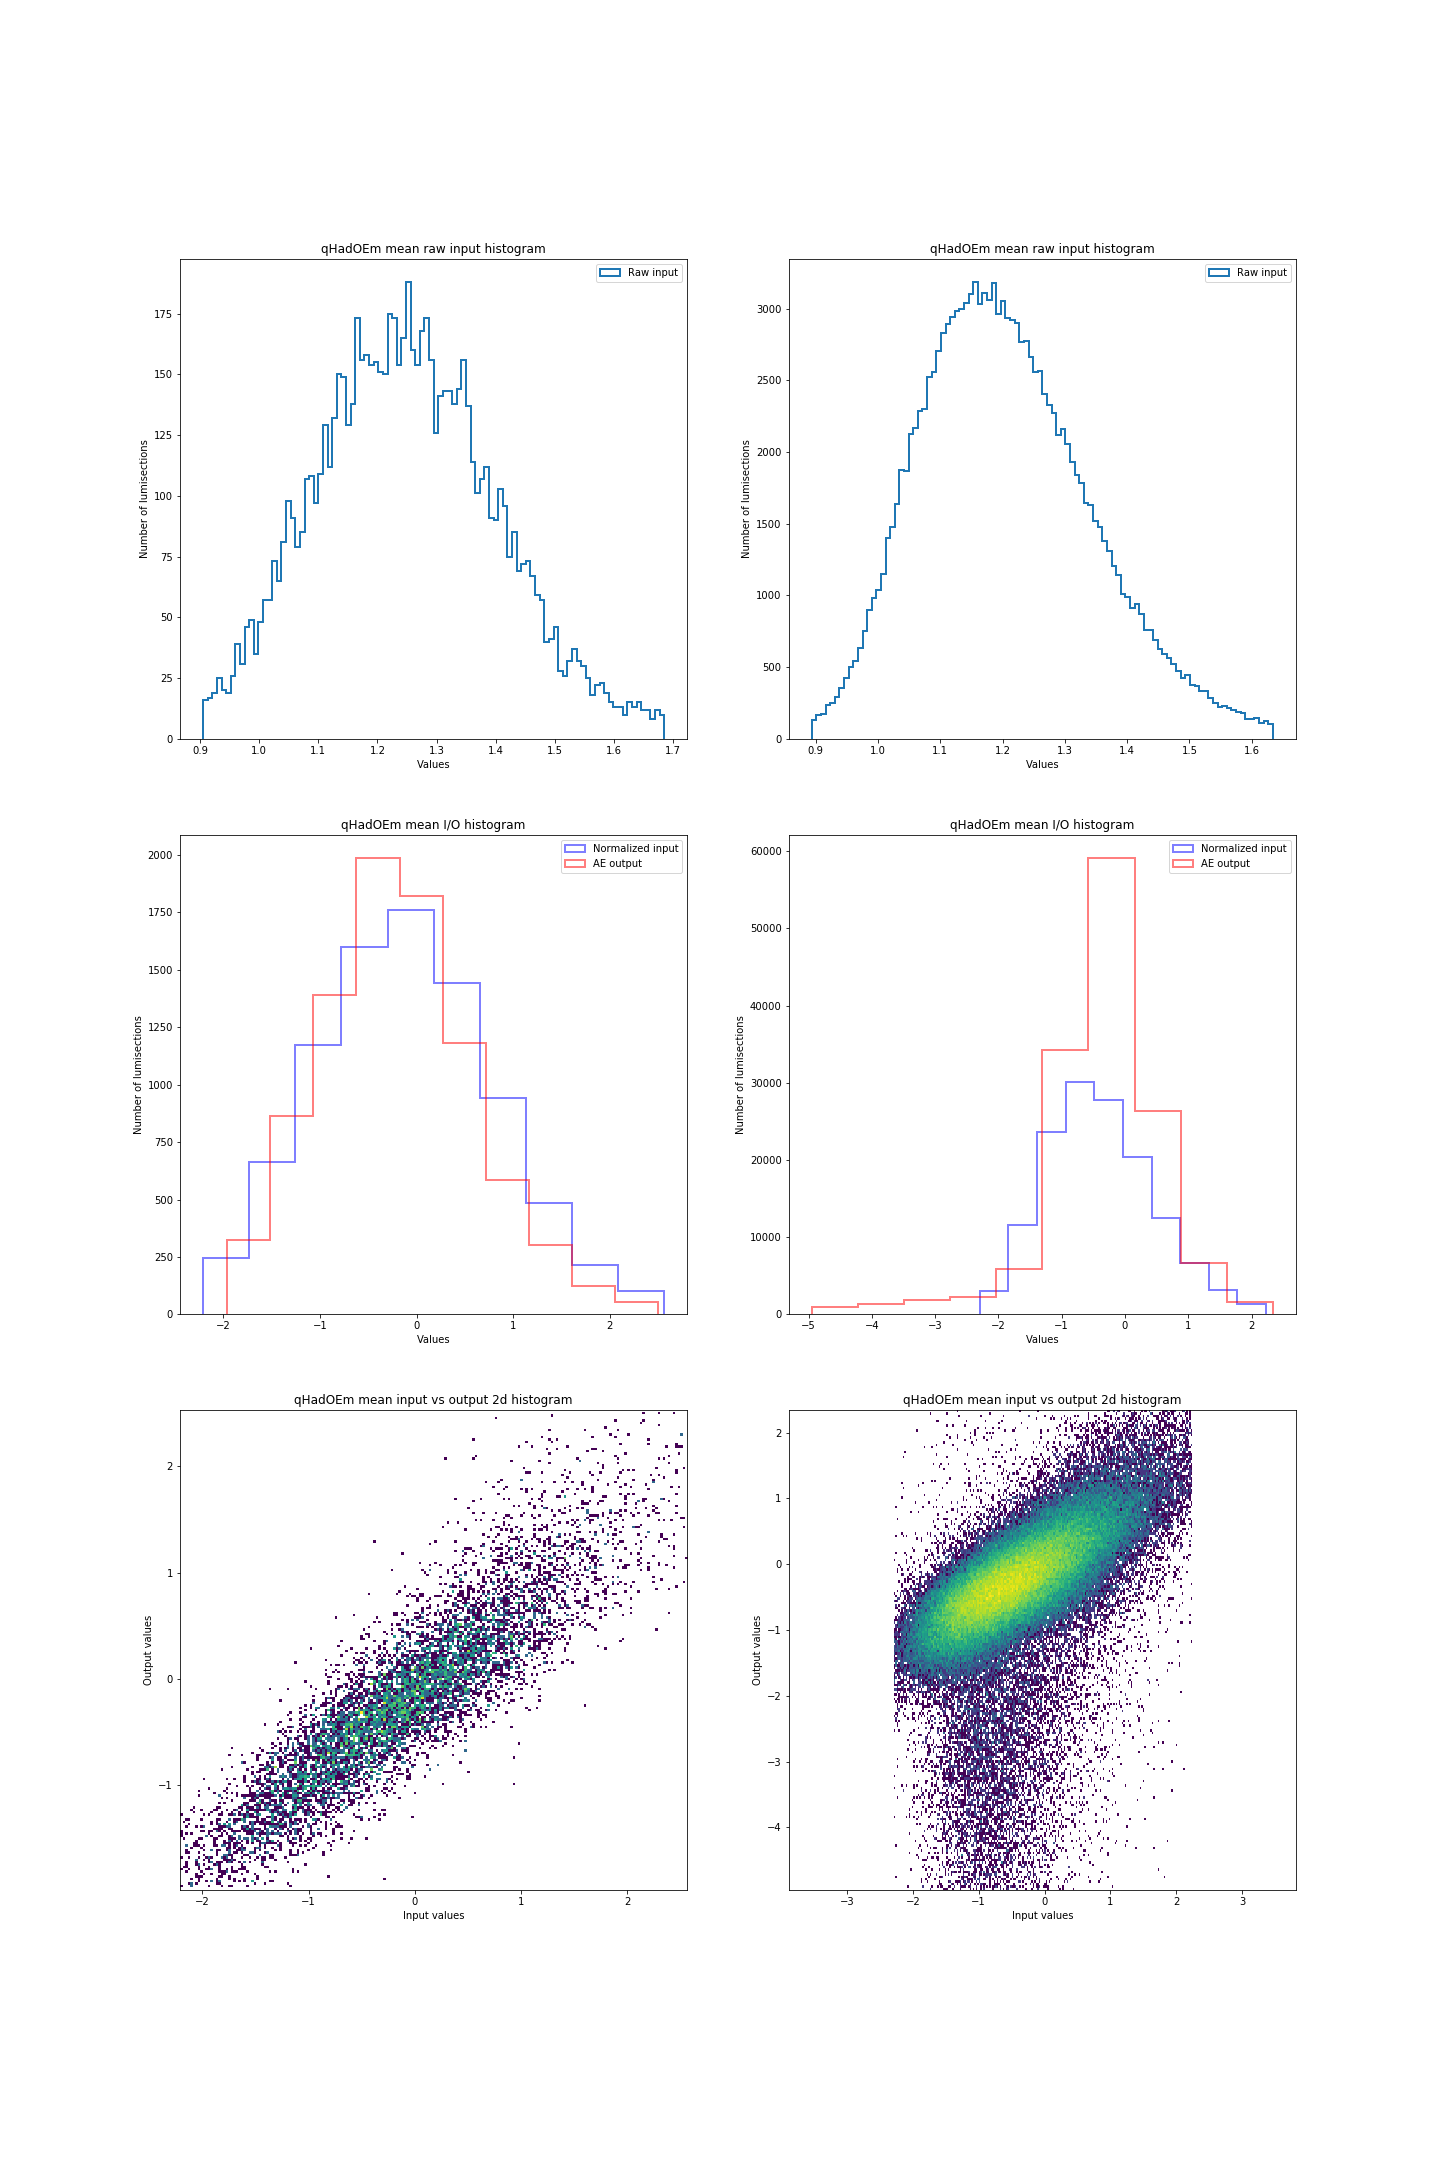 qHadOEm mean raw input histogram
Raw input
Number of lumisections
175
150
125
100
75
50
25
0
0.9 1.0 1.1 1.2 1.3 1.4 1.5 1.6 1.7
Values
qHadOEm mean raw input histogram
Raw input
Number of lumisections
3000
2500
2000
1500
1000
500
0
0.9 1.0 1.1 1.2 1.3 1.4 1.5 1.6
Values
qHadOEm mean I/O histogram
Normalized input
AE output
Number of lumisections
2000
1750
1500
1250
1000
750
500
250
0
−2 −1 0 1 2
Values
qHadOEm mean I/O histogram
Normalized input
AE output
Number of lumisections
60000
50000
40000
30000
20000
10000
0
−5 −4 −3 −2 −1 0 1 2
Values
qHadOEm mean input vs output 2d histogram
Output values
2
1
0
−1
−2 −1 0 1 2
Input values
qHadOEm mean input vs output 2d histogram
Output values
2
1
0
−1
−2
−3
−4
−3 −2 −1 0 1 2 3
Input values